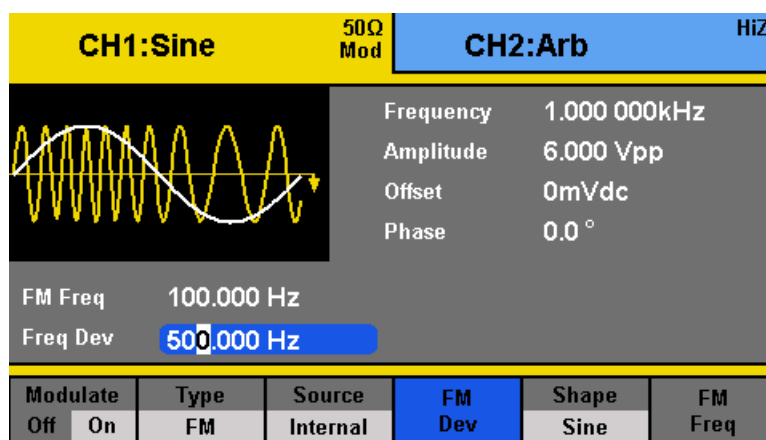 CH1:Sine
50Ω
Mod
CH2:Arb
HiZ
Frequency 1.000 000kHz
Amplitude 6.000 Vpp
Offset 0mVdc
Phase 0.0 °
FM Freq 100.000 Hz
Freq Dev 500.000 Hz
Modulate Type Source FM Shape FM
Off On FM Internal Dev Sine Freq